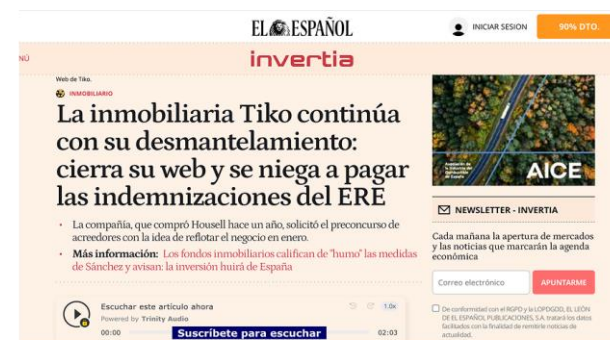 EL ESPAÑOL
INICIAR SESION
90% DTO.
NÚ
invertia
Web de Tiko.
INMOBILIARIO
La inmobiliaria Tiko continúa
con su desmantelamiento:
cierra su web y se niega a pagar
las indemnizaciones del ERE
• La compañía, que compró Housell hace un año, solicitó el preconcurso de
acreedores con la idea de reflotar el negocio en enero.
• Más información: Los fondos inmobiliarios califican de "humo" las medidas
de Sánchez y avisan: la inversión huirá de España
Escuchar este artículo ahora
1.0x
Powered by Trinity Audio
00:00
Suscríbete para escuchar
02:03
AICE
NEWSLETTER - INVERTIA
Cada mañana la apertura de mercados
y las noticias que marcarán la agenda
económica
Correo electrónico
APUNTARME
De conformidad con el RGPD y la LOPDGDD, EL LEÓN
DE EL ESPAÑOL PUBLICACIONES, S.A. tratará los datos
facilitados con la finalidad de remitirle noticias de
actualidad.